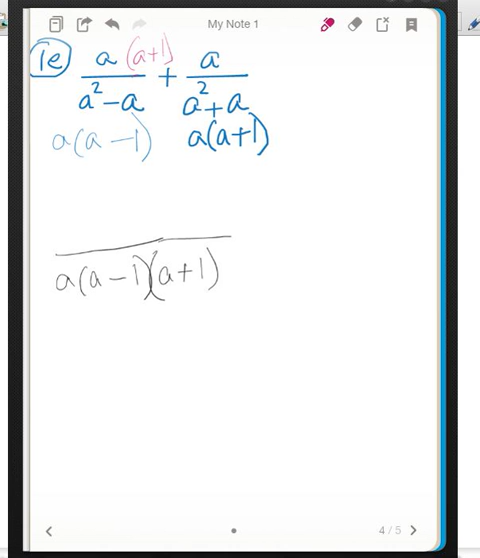 My Note 1
1e a (a+1) a
a²-a + a²+a
a(a-1) a(a+1)
a(a-1)(a+1)
4/5